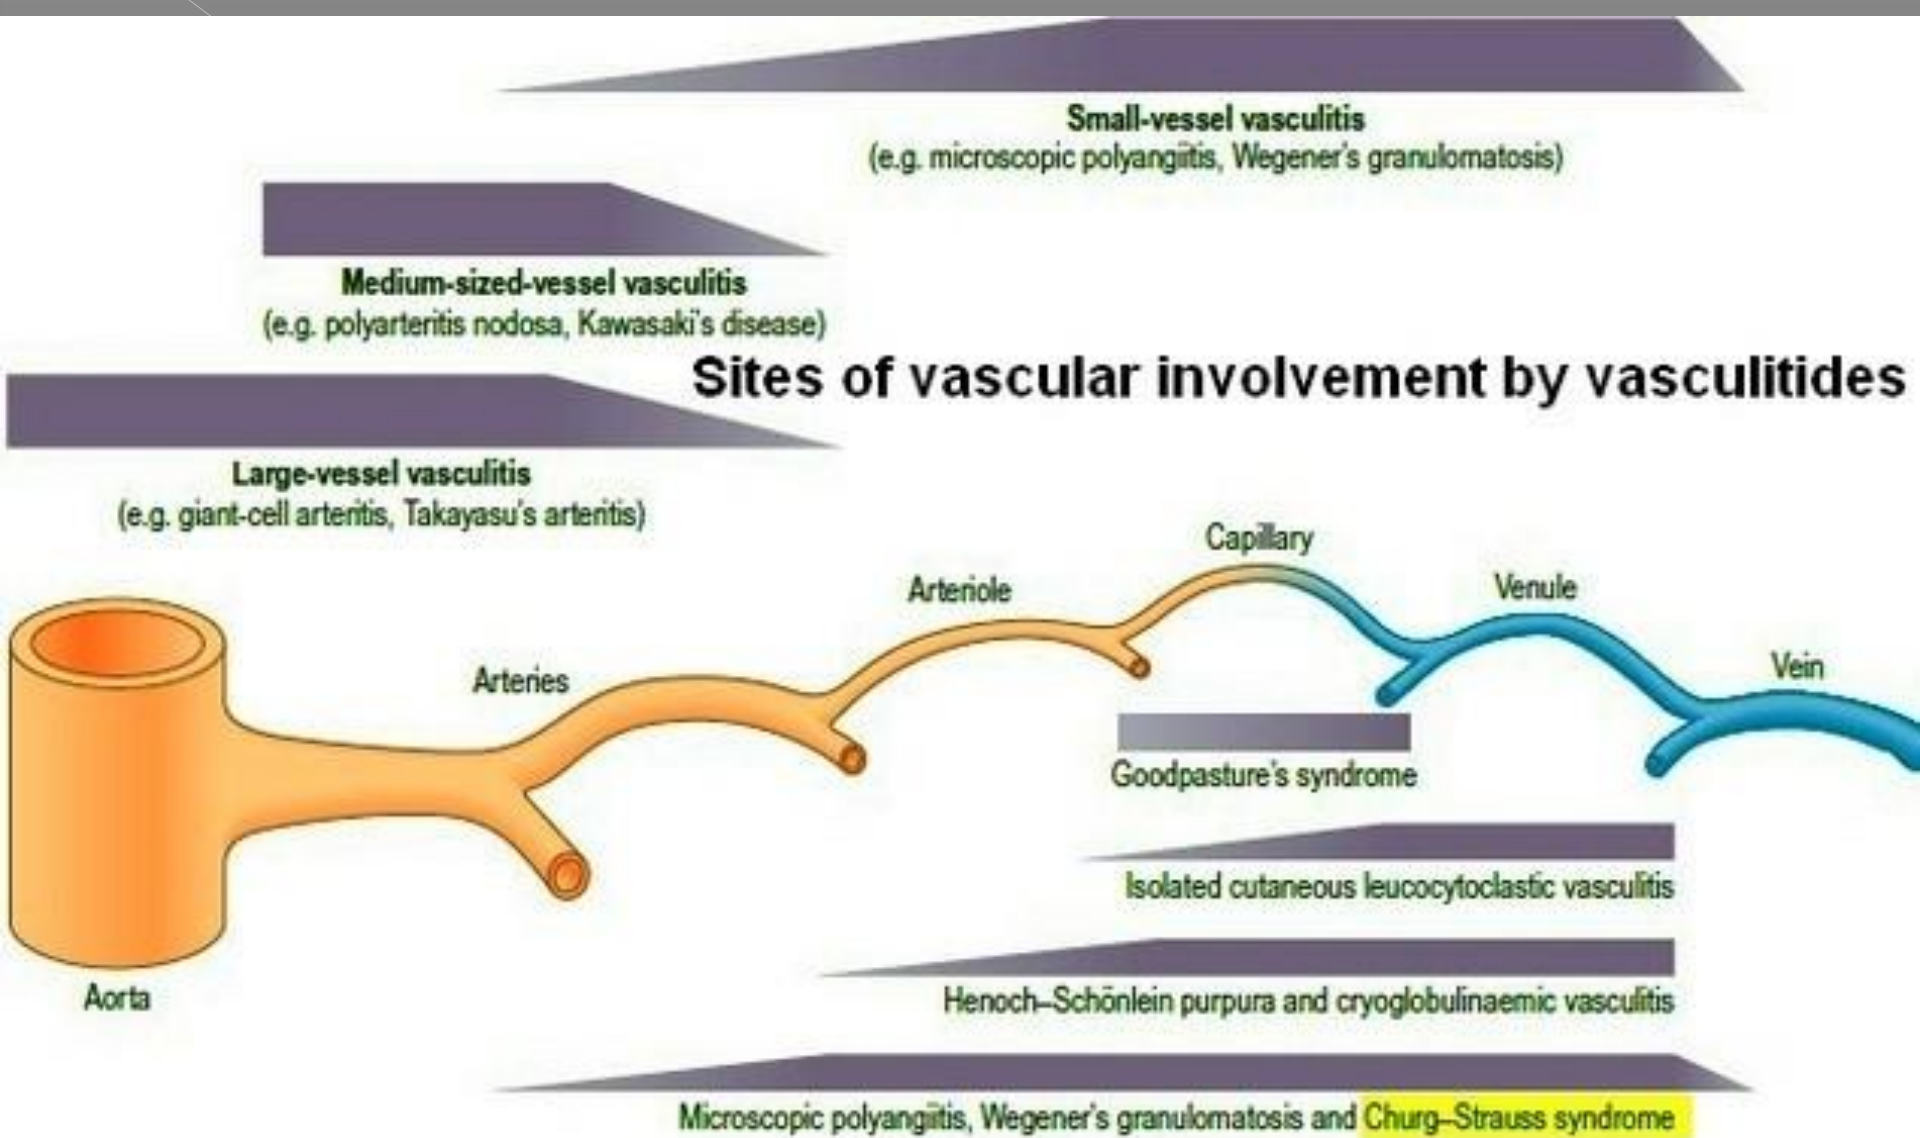 Small-vessel vasculitis
(e.g. microscopic polyangiitis, Wegener's granulomatosis)
Medium-sized-vessel vasculitis
(e.g. polyarteritis nodosa, Kawasaki's disease)
Sites of vascular involvement by vasculitides
Large-vessel vasculitis
(e.g. giant-cell arteritis, Takayasu's arteritis)
Capillary
Arteriole
Venule
Arteries
Vein
Goodpasture's syndrome
Isolated cutaneous leucocytoclastic vasculitis
Aorta
Henoch–Schönlein purpura and cryoglobulinaemic vasculitis
Microscopic polyangiitis, Wegener's granulomatosis and Churg–Strauss syndrome